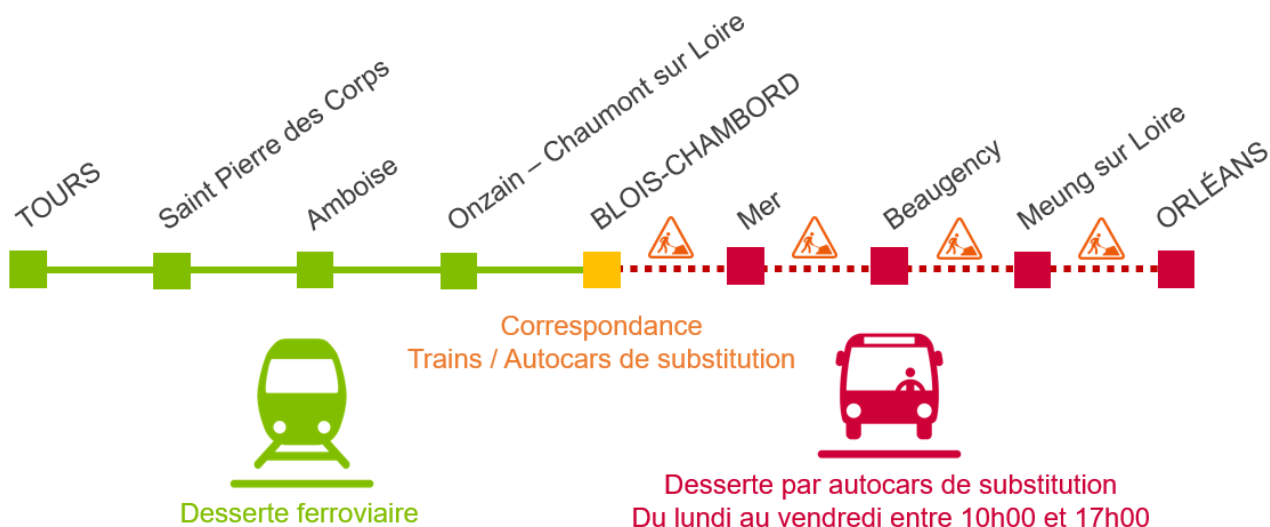 TOURS
Saint Pierre des Corps
Amboise
Onzain – Chaumont sur Loire
BLOIS-CHAMBORD
Mer
Beaugency
Meung sur Loire
ORLÉANS
Correspondance
Trains / Autocars de substitution
Desserte ferroviaire
Desserte par autocars de substitution
Du lundi au vendredi entre 10h00 et 17h00